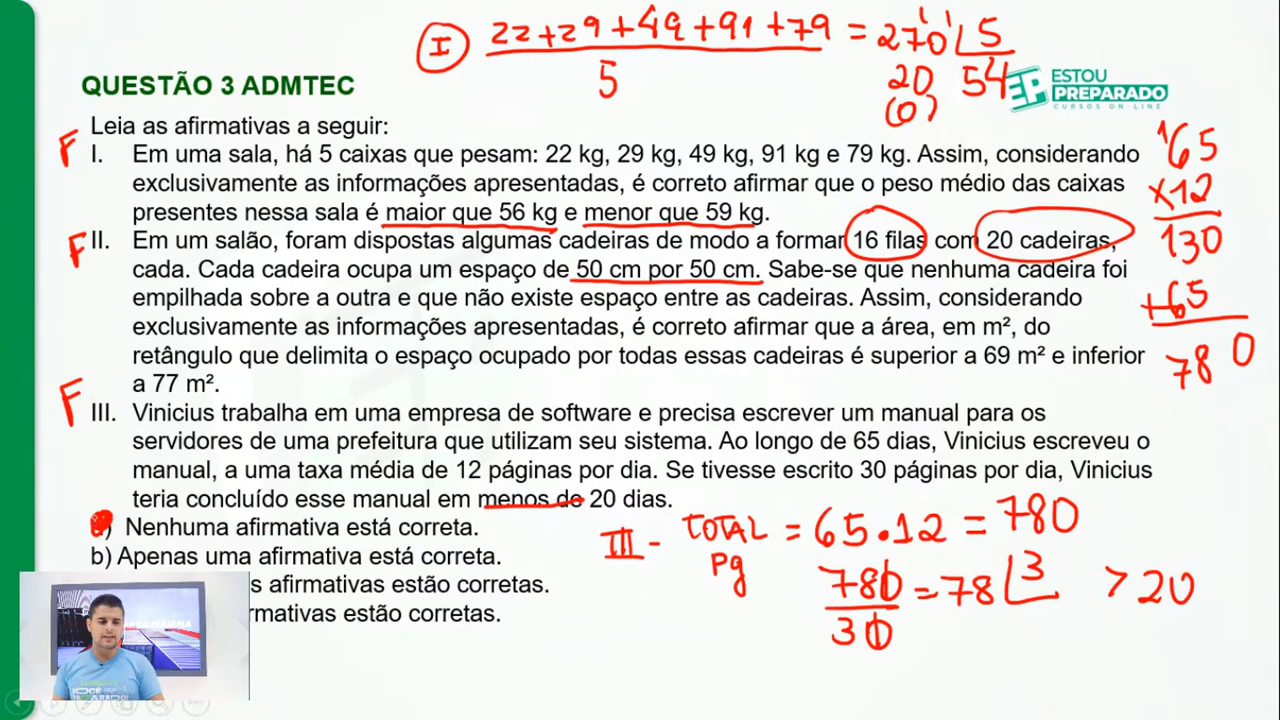 I 22+29+49+91+79 = 270 5
5 20 54
(0)
QUESTÃO 3 ADMTEC
ESTOU
PREPARADO
CURSOS ON LINE
Leia as afirmativas a seguir:
F
I. Em uma sala, há 5 caixas que pesam: 22 kg, 29 kg, 49 kg, 91 kg e 79 kg. Assim, considerando
exclusivamente as informações apresentadas, é correto afirmar que o peso médio das caixas
presentes nessa sala é maior que 56 kg e menor que 59 kg.
F
II. Em um salão, foram dispostas algumas cadeiras de modo a formar 16 filas com 20 cadeiras,
cada. Cada cadeira ocupa um espaço de 50 cm por 50 cm. Sabe-se que nenhuma cadeira foi
empilhada sobre a outra e que não existe espaço entre as cadeiras. Assim, considerando
exclusivamente as informações apresentadas, é correto afirmar que a área, em m², do
retângulo que delimita o espaço ocupado por todas essas cadeiras é superior a 69 m² e inferior
a 77 m².
165
×12
130
+65
780
F
III. Vinicius trabalha em uma empresa de software e precisa escrever um manual para os
servidores de uma prefeitura que utilizam seu sistema. Ao longo de 65 dias, Vinicius escreveu o
manual, a uma taxa média de 12 páginas por dia. Se tivesse escrito 30 páginas por dia, Vinicius
teria concluído esse manual em menos de 20 dias.
) Nenhuma afirmativa está correta.
b) Apenas uma afirmativa está correta.
s afirmativas estão corretas.
rmativas estão corretas.
III - TOTAL = 65.12 = 780
Pg
780 = 78 3 > 20
30